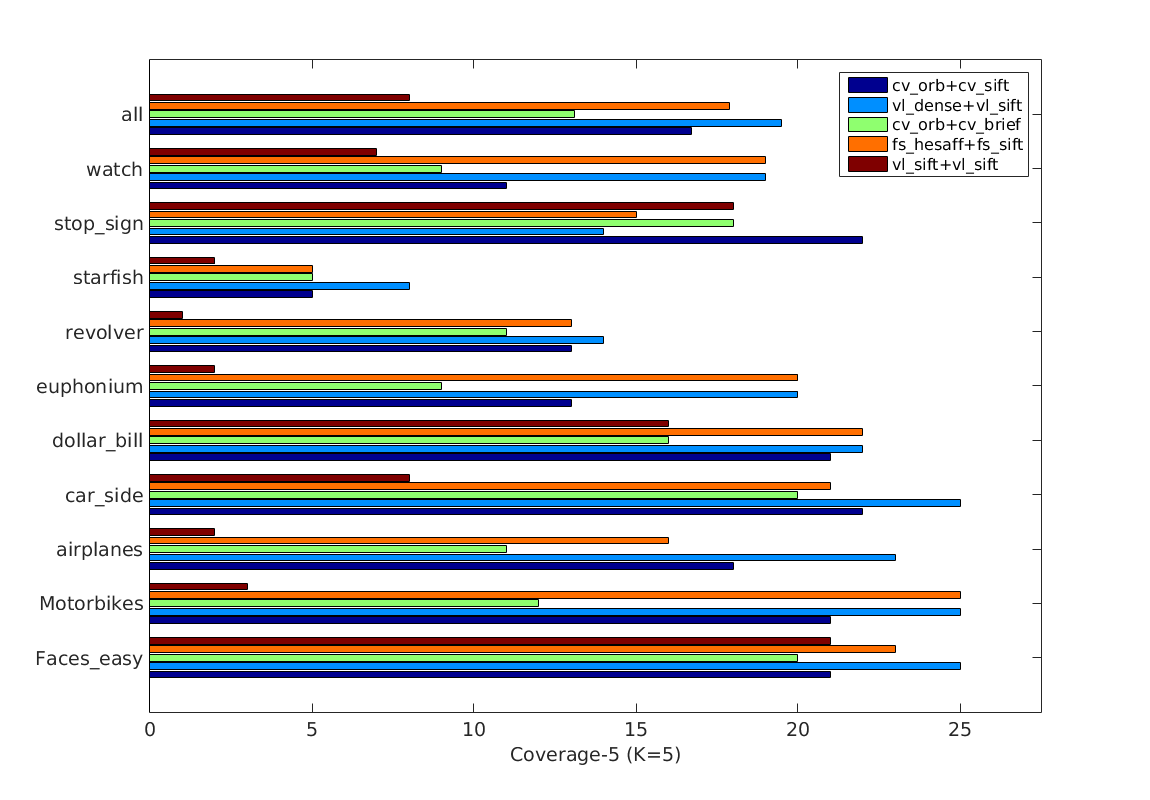 cv_orb+cv_sift
vl_dense+vl_sift
cv_orb+cv_brief
fs_hesaff+fs_sift
vl_sift+vl_sift
all
watch
stop_sign
starfish
revolver
euphonium
dollar_bill
car_side
airplanes
Motorbikes
Faces_easy
0 5 10 15 20 25
Coverage-5 (K=5)